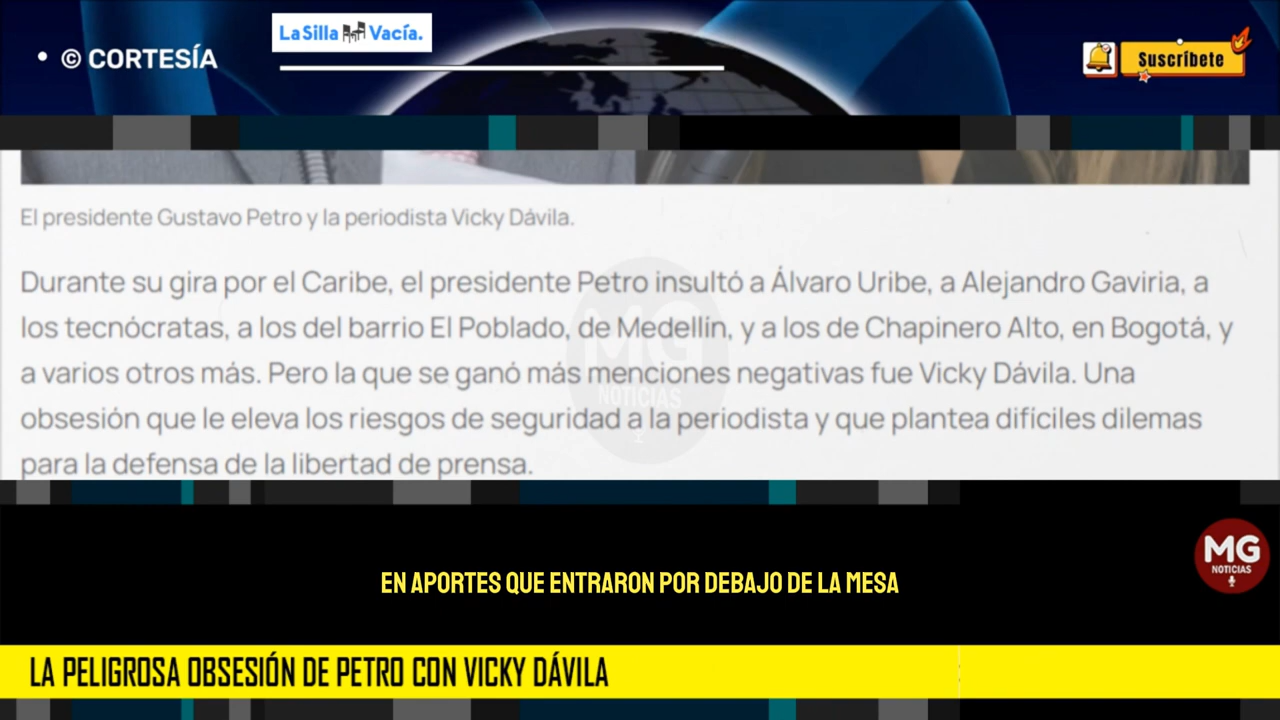 • © CORTESÍA
La Silla Vacía.
Suscríbete
El presidente Gustavo Petro y la periodista Vicky Dávila.
Durante su gira por el Caribe, el presidente Petro insultó a Álvaro Uribe, a Alejandro Gaviria, a
los tecnócratas, a los del barrio El Poblado, de Medellín, y a los de Chapinero Alto, en Bogotá, y
a varios otros más. Pero la que se ganó más menciones negativas fue Vicky Dávila. Una
obsesión que le eleva los riesgos de seguridad a la periodista y que plantea difíciles dilemas
para la defensa de la libertad de prensa.
MG
NOTICIAS
EN APORTES QUE ENTRARON POR DEBAJO DE LA MESA
MG
NOTICIAS
LA PELIGROSA OBSESIÓN DE PETRO CON VICKY DÁVILA